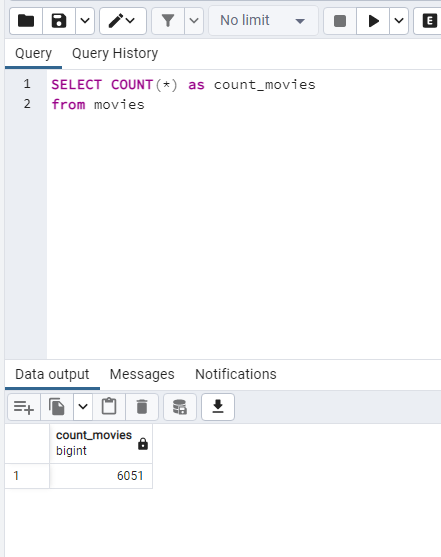 No limit
E
Query Query History
1 SELECT COUNT(*) as count_movies
2 from movies
Data output Messages Notifications
count_movies
bigint
1 6051